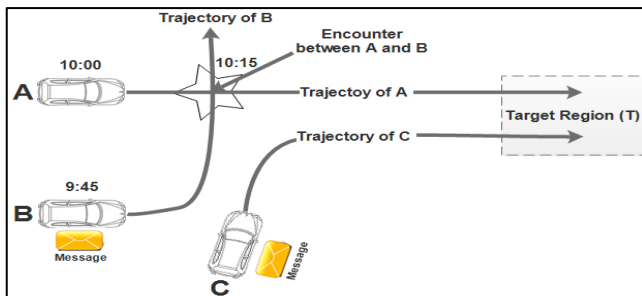 Trajectory of B
Encounter
between A and B
10:00
10:15
A
Trajectoy of A
Target Region (T)
Trajectory of C
9:45
B
Message
Message
C